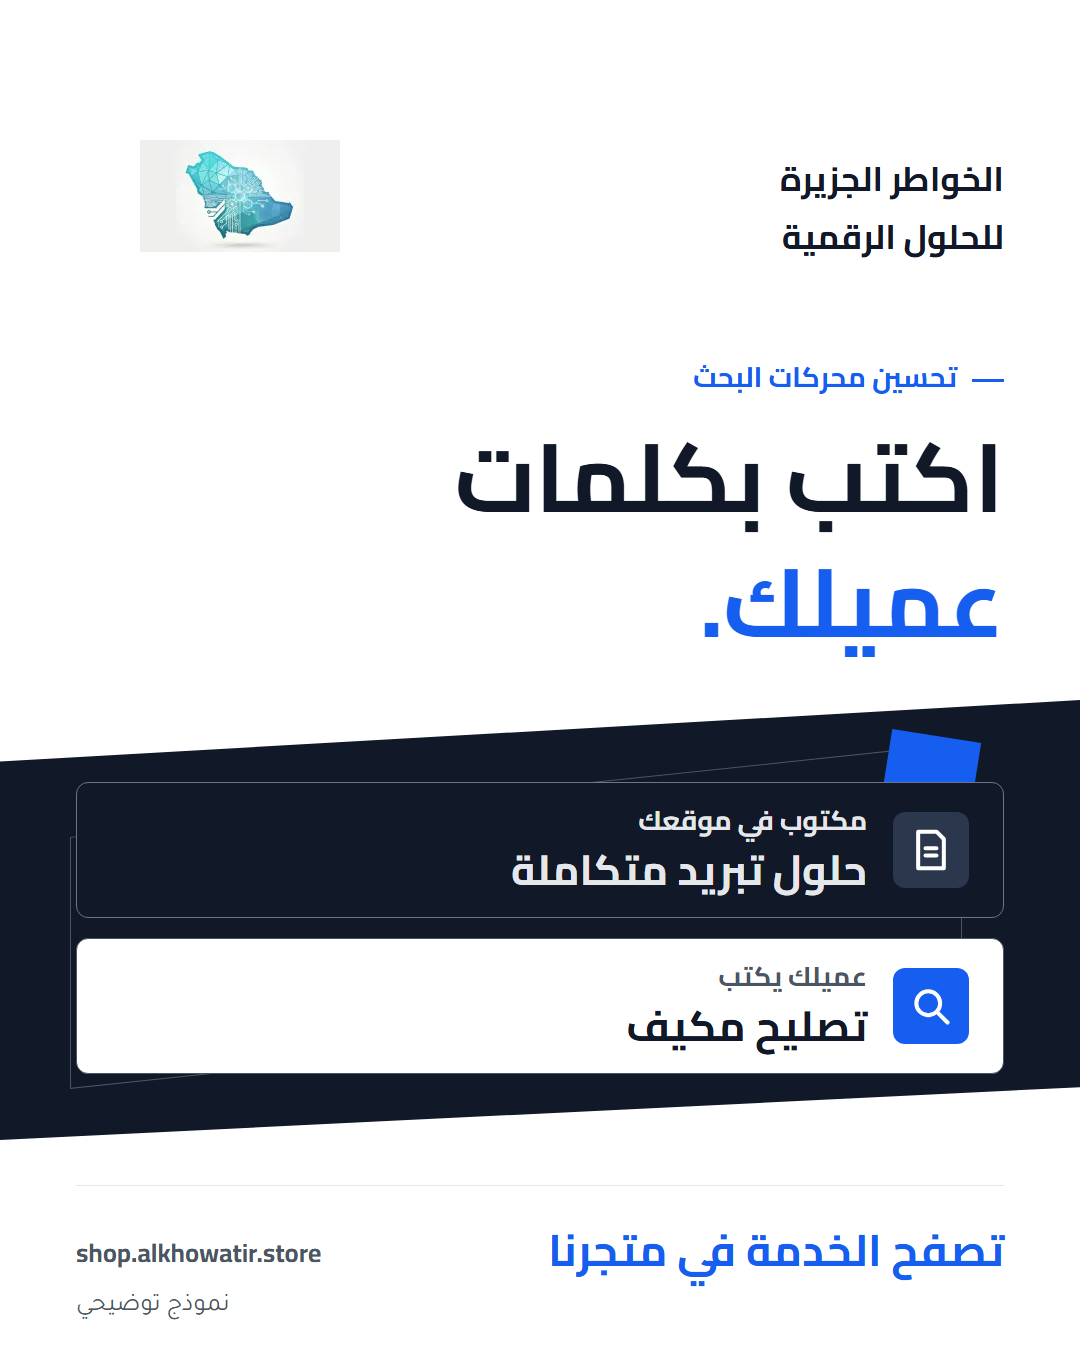 الخواطر الجزيرة
للحلول الرقمية
— تحسين محركات البحث
اكتب بكلمات
عميلك.
مكتوب في موقعك
حلول تبريد متكاملة
عميلك يكتب
تصليح مكيف
تصفح الخدمة في متجرنا
shop.alkhowatir.store
نموذج توضيحي